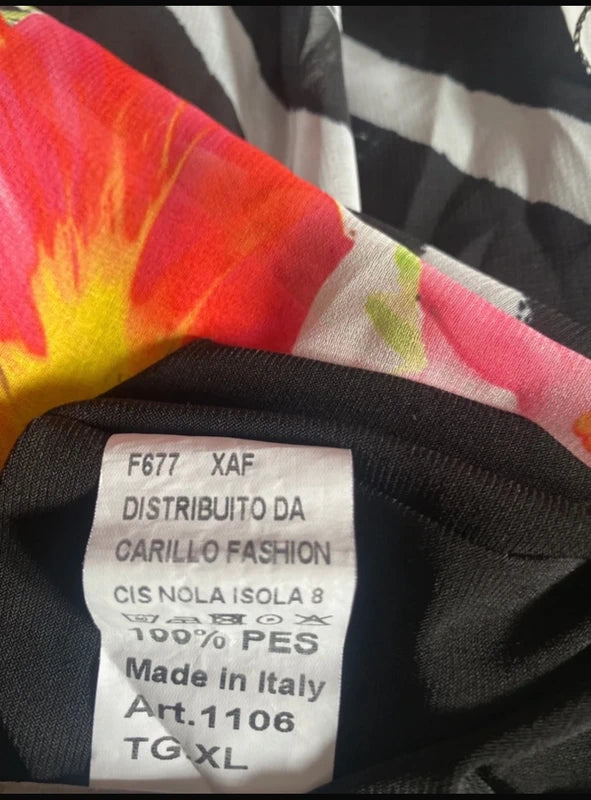 F677 XAF
DISTRIBUITO DA
CARILLO FASHION
CIS NOLA ISOLA 8
100% PES
Made in Italy
Art.1106
TG.XL